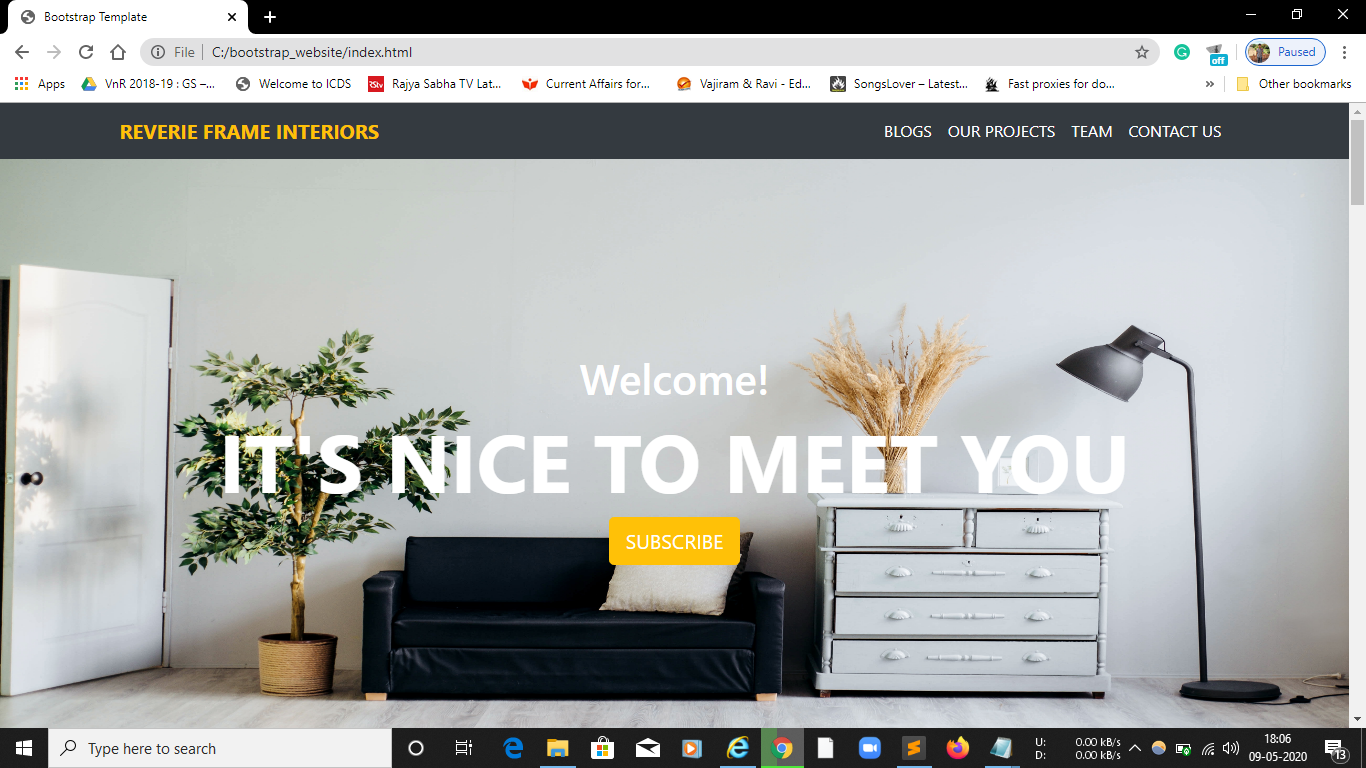 Bootstrap Template
File
C:/bootstrap_website/index.html
Paused
off
Apps
VnR 2018-19 : GS –...
Welcome to ICDS
Rajya Sabha TV Lat...
Current Affairs for...
Vajiram & Ravi - Ed...
SongsLover – Latest...
Fast proxies for do...
»
Other bookmarks
REVERIE FRAME INTERIORS
BLOGS OUR PROJECTS TEAM CONTACT US
Welcome!
IT'S NICE TO MEET YOU
SUBSCRIBE
Type here to search
U: 0.00 kB/s
D: 0.00 kB/s
18:06
09-05-2020
13